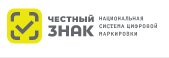 ЧЕСТНЫЙ
ЗНАК
НАЦИОНАЛЬНАЯ
СИСТЕМА ЦИФРОВОЙ
МАРКИРОВКИ